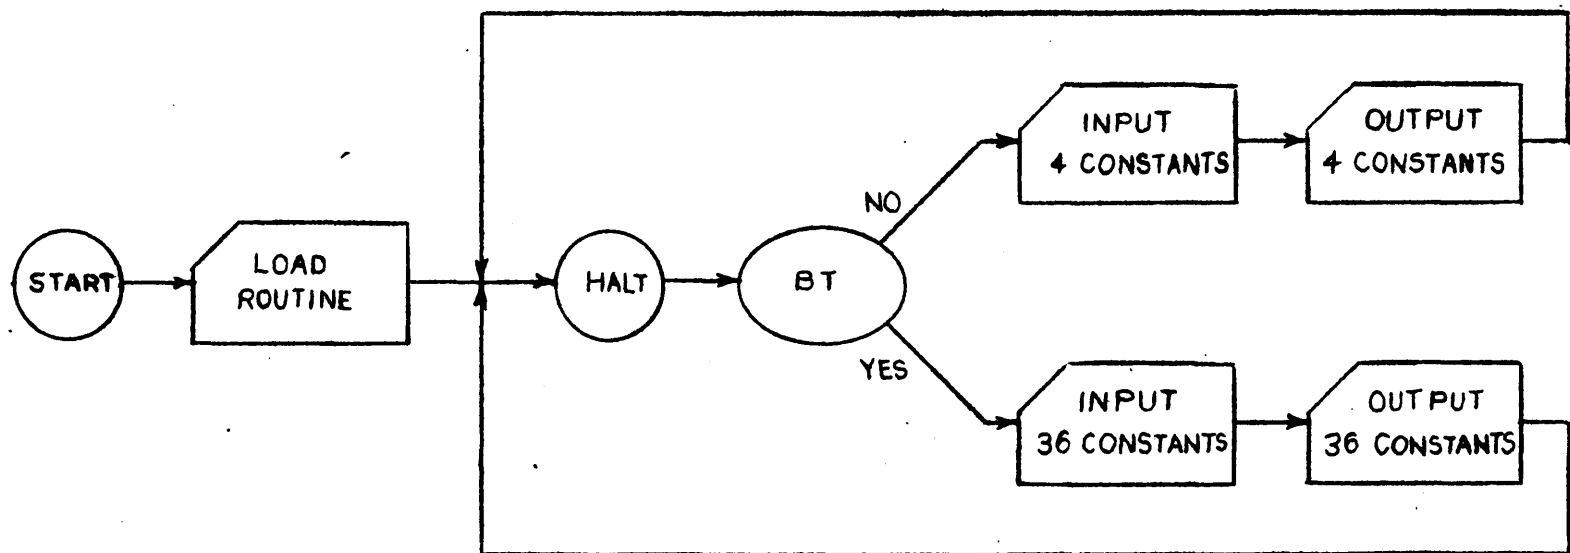 START
LOAD
ROUTINE
HALT
BT
NO
INPUT
4 CONSTANTS
OUTPUT
4 CONSTANTS
YES
INPUT
36 CONSTANTS
OUTPUT
36 CONSTANTS